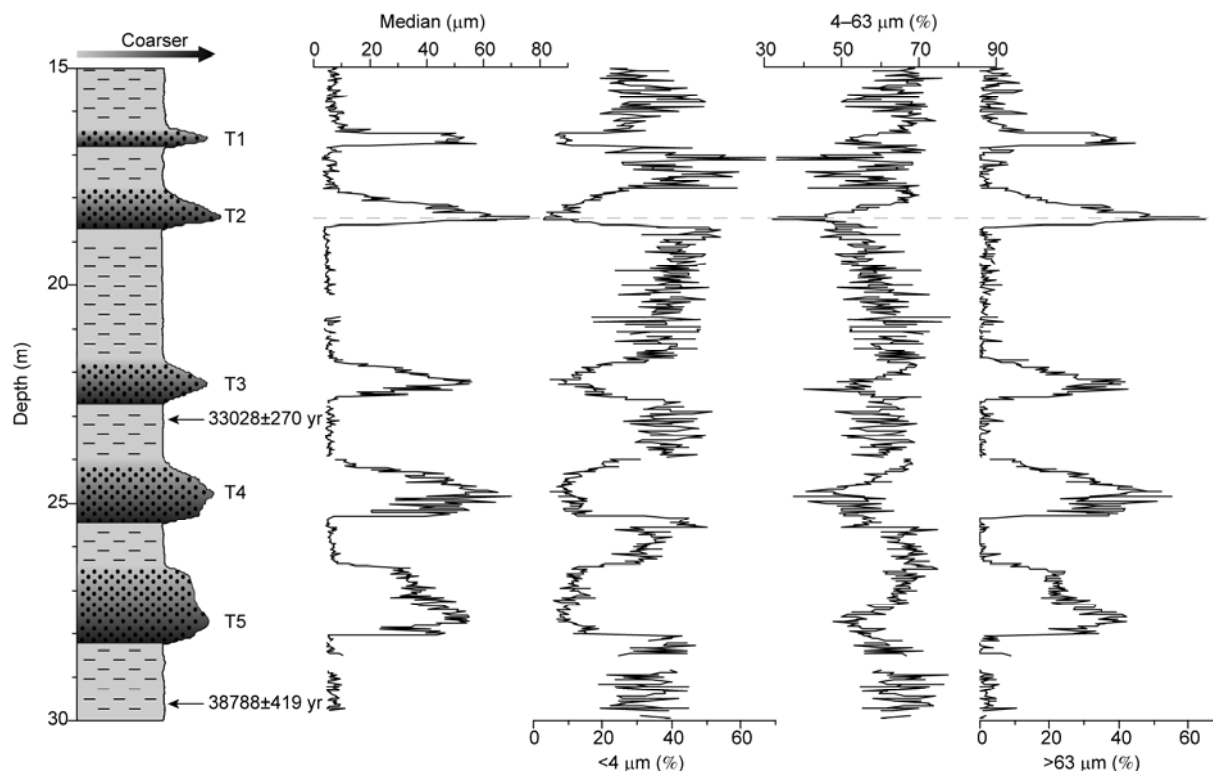 Median (µm)
4–63 µm (%)
Coarser
0 20 40 60 80
30 50 70 90
15
T1
T2
20
T3
33028±270 yr
Depth (m)
T4
25
T5
38788±419 yr
30
0 20 40 60
0 20 40 60
<4 µm (%)
>63 µm (%)